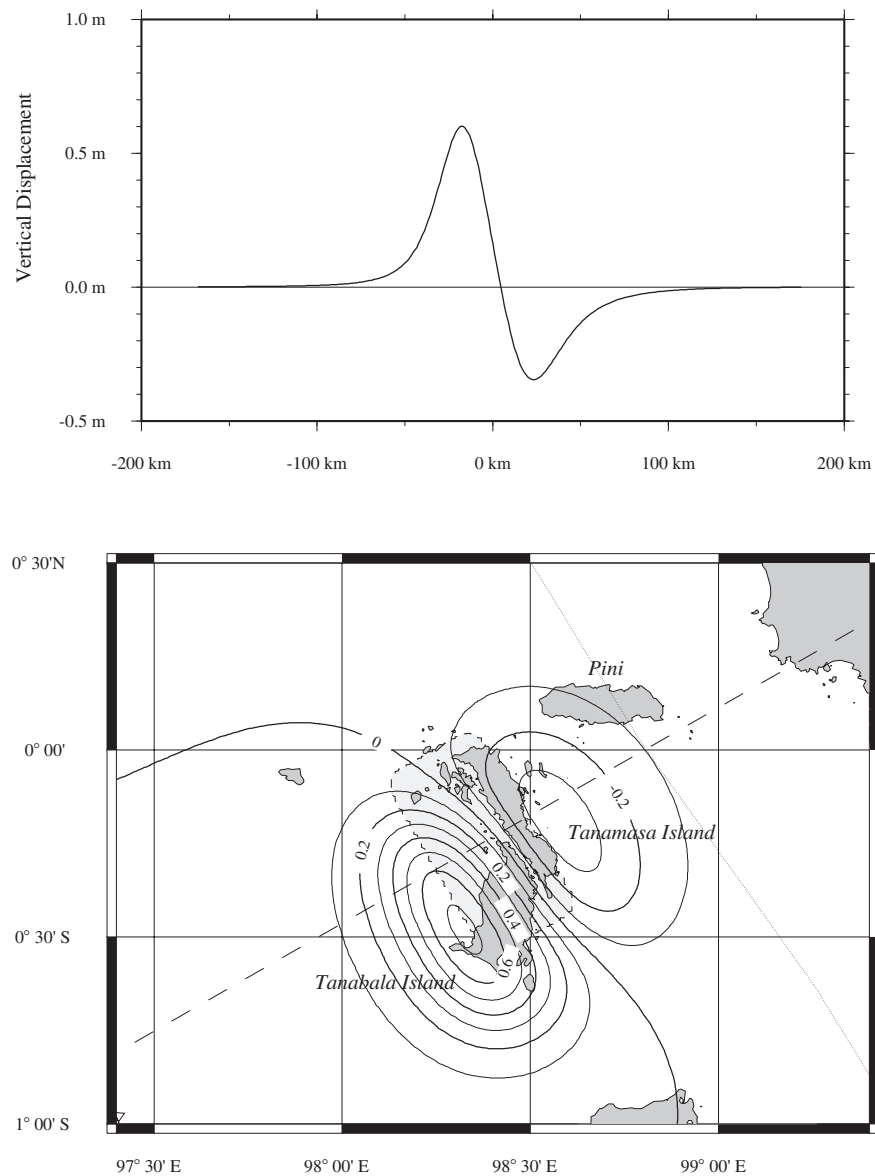 1.0 m
0.5 m
0.0 m
-0.5 m
Vertical Displacement
-200 km
-100 km
0 km
100 km
200 km
0° 30'N
0° 00'
0° 30' S
1° 00' S
Pini
0
-0.2
0.2
Tanamasa Island
0.2
0.4
0.6
Tanabala Island
97° 30' E
98° 00' E
98° 30' E
99° 00' E